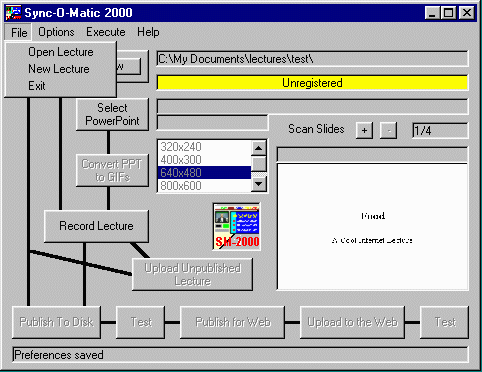 Sync-O-Matic 2000
File Options Execute Help
Open Lecture
New Lecture
Exit
w
C:\My Documents\lectures\test\
Unregistered
Select
PowerPoint
Scan Slides + - 1/4
Convert PPT
to GIFs
320x240
400x300
640x480
800x600
Record Lecture
SM-2000
A Cool Internet Lecture
Upload Unpublished
Lecture
Publish To Disk
Test
Publish for Web
Upload to the Web
Test
Preferences saved